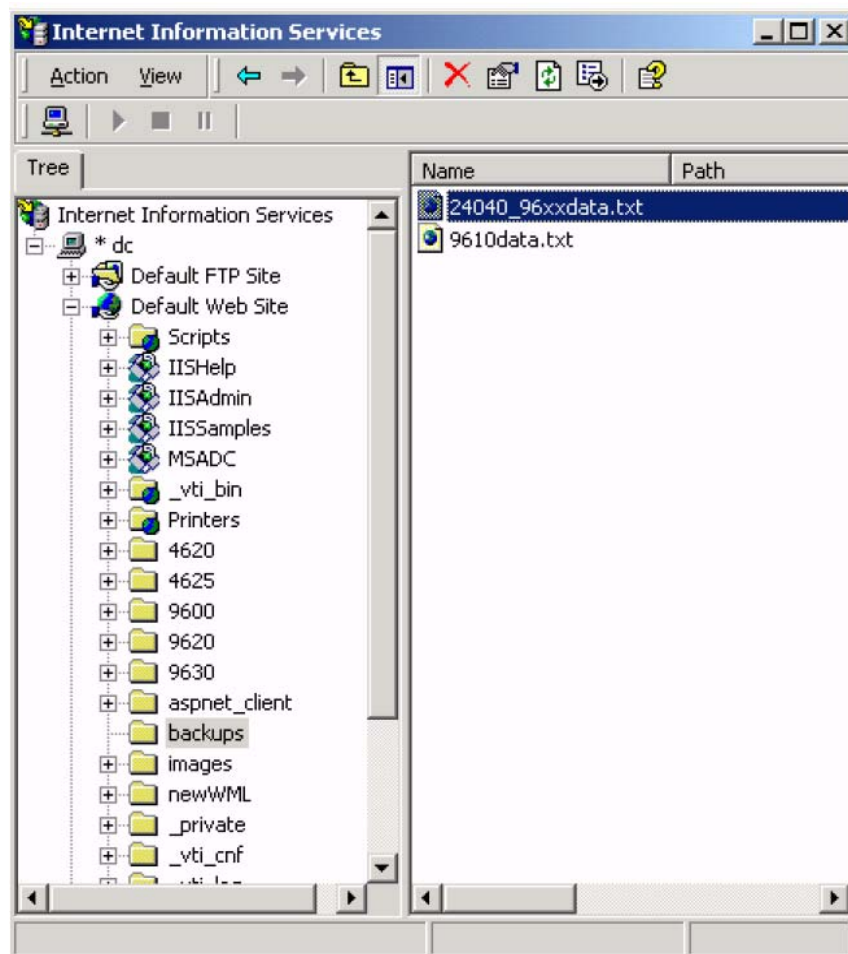 Internet Information Services
Action View
Tree
Name Path
Internet Information Services
* dc
Default FTP Site
Default Web Site
Scripts
IISHelp
IISAdmin
IISSamples
MSADC
_vti_bin
Printers
4620
4625
9600
9620
9630
aspnet_client
backups
images
newWML
_private
_vti_cnf
24040_96xxdata.txt
9610data.txt